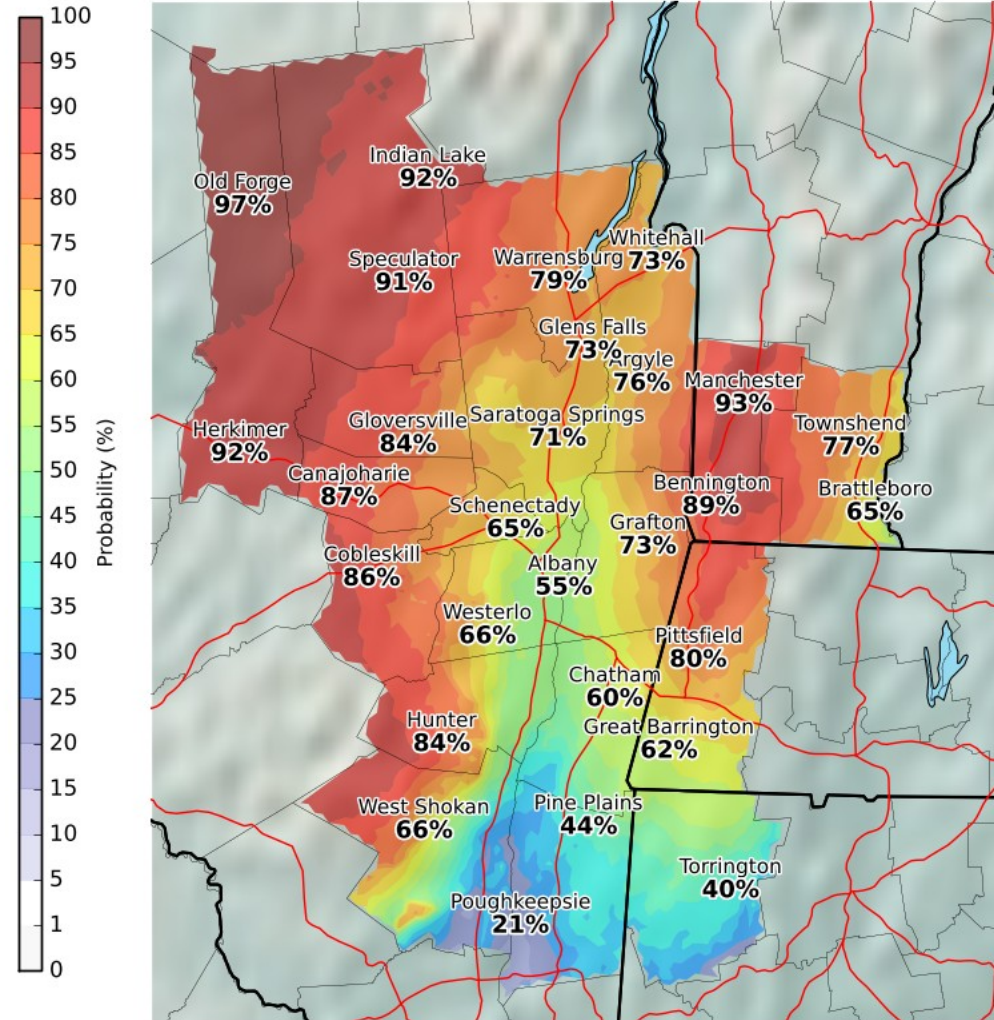 100
95
90
85
80
75
70
65
60
55
50
45
40
35
30
25
20
15
10
5
1
0
Probability (%)
Indian Lake
92%
Old Forge
97%
Whitehall
73%
Speculator
91%
Warrensburg
79%
Glens Falls
73%
Argyle
76%
Manchester
93%
Gloversville
84%
Saratoga Springs
71%
Townshend
77%
Herkimer
92%
Canajoharie
87%
Bennington
89%
Brattleboro
65%
Schenectady
65%
Grafton
73%
Cobleskill
86%
Albany
55%
Westerlo
66%
Pittsfield
80%
Chatham
60%
Hunter
84%
Great Barrington
62%
West Shokan
66%
Pine Plains
44%
Torrington
40%
Poughkeepsie
21%